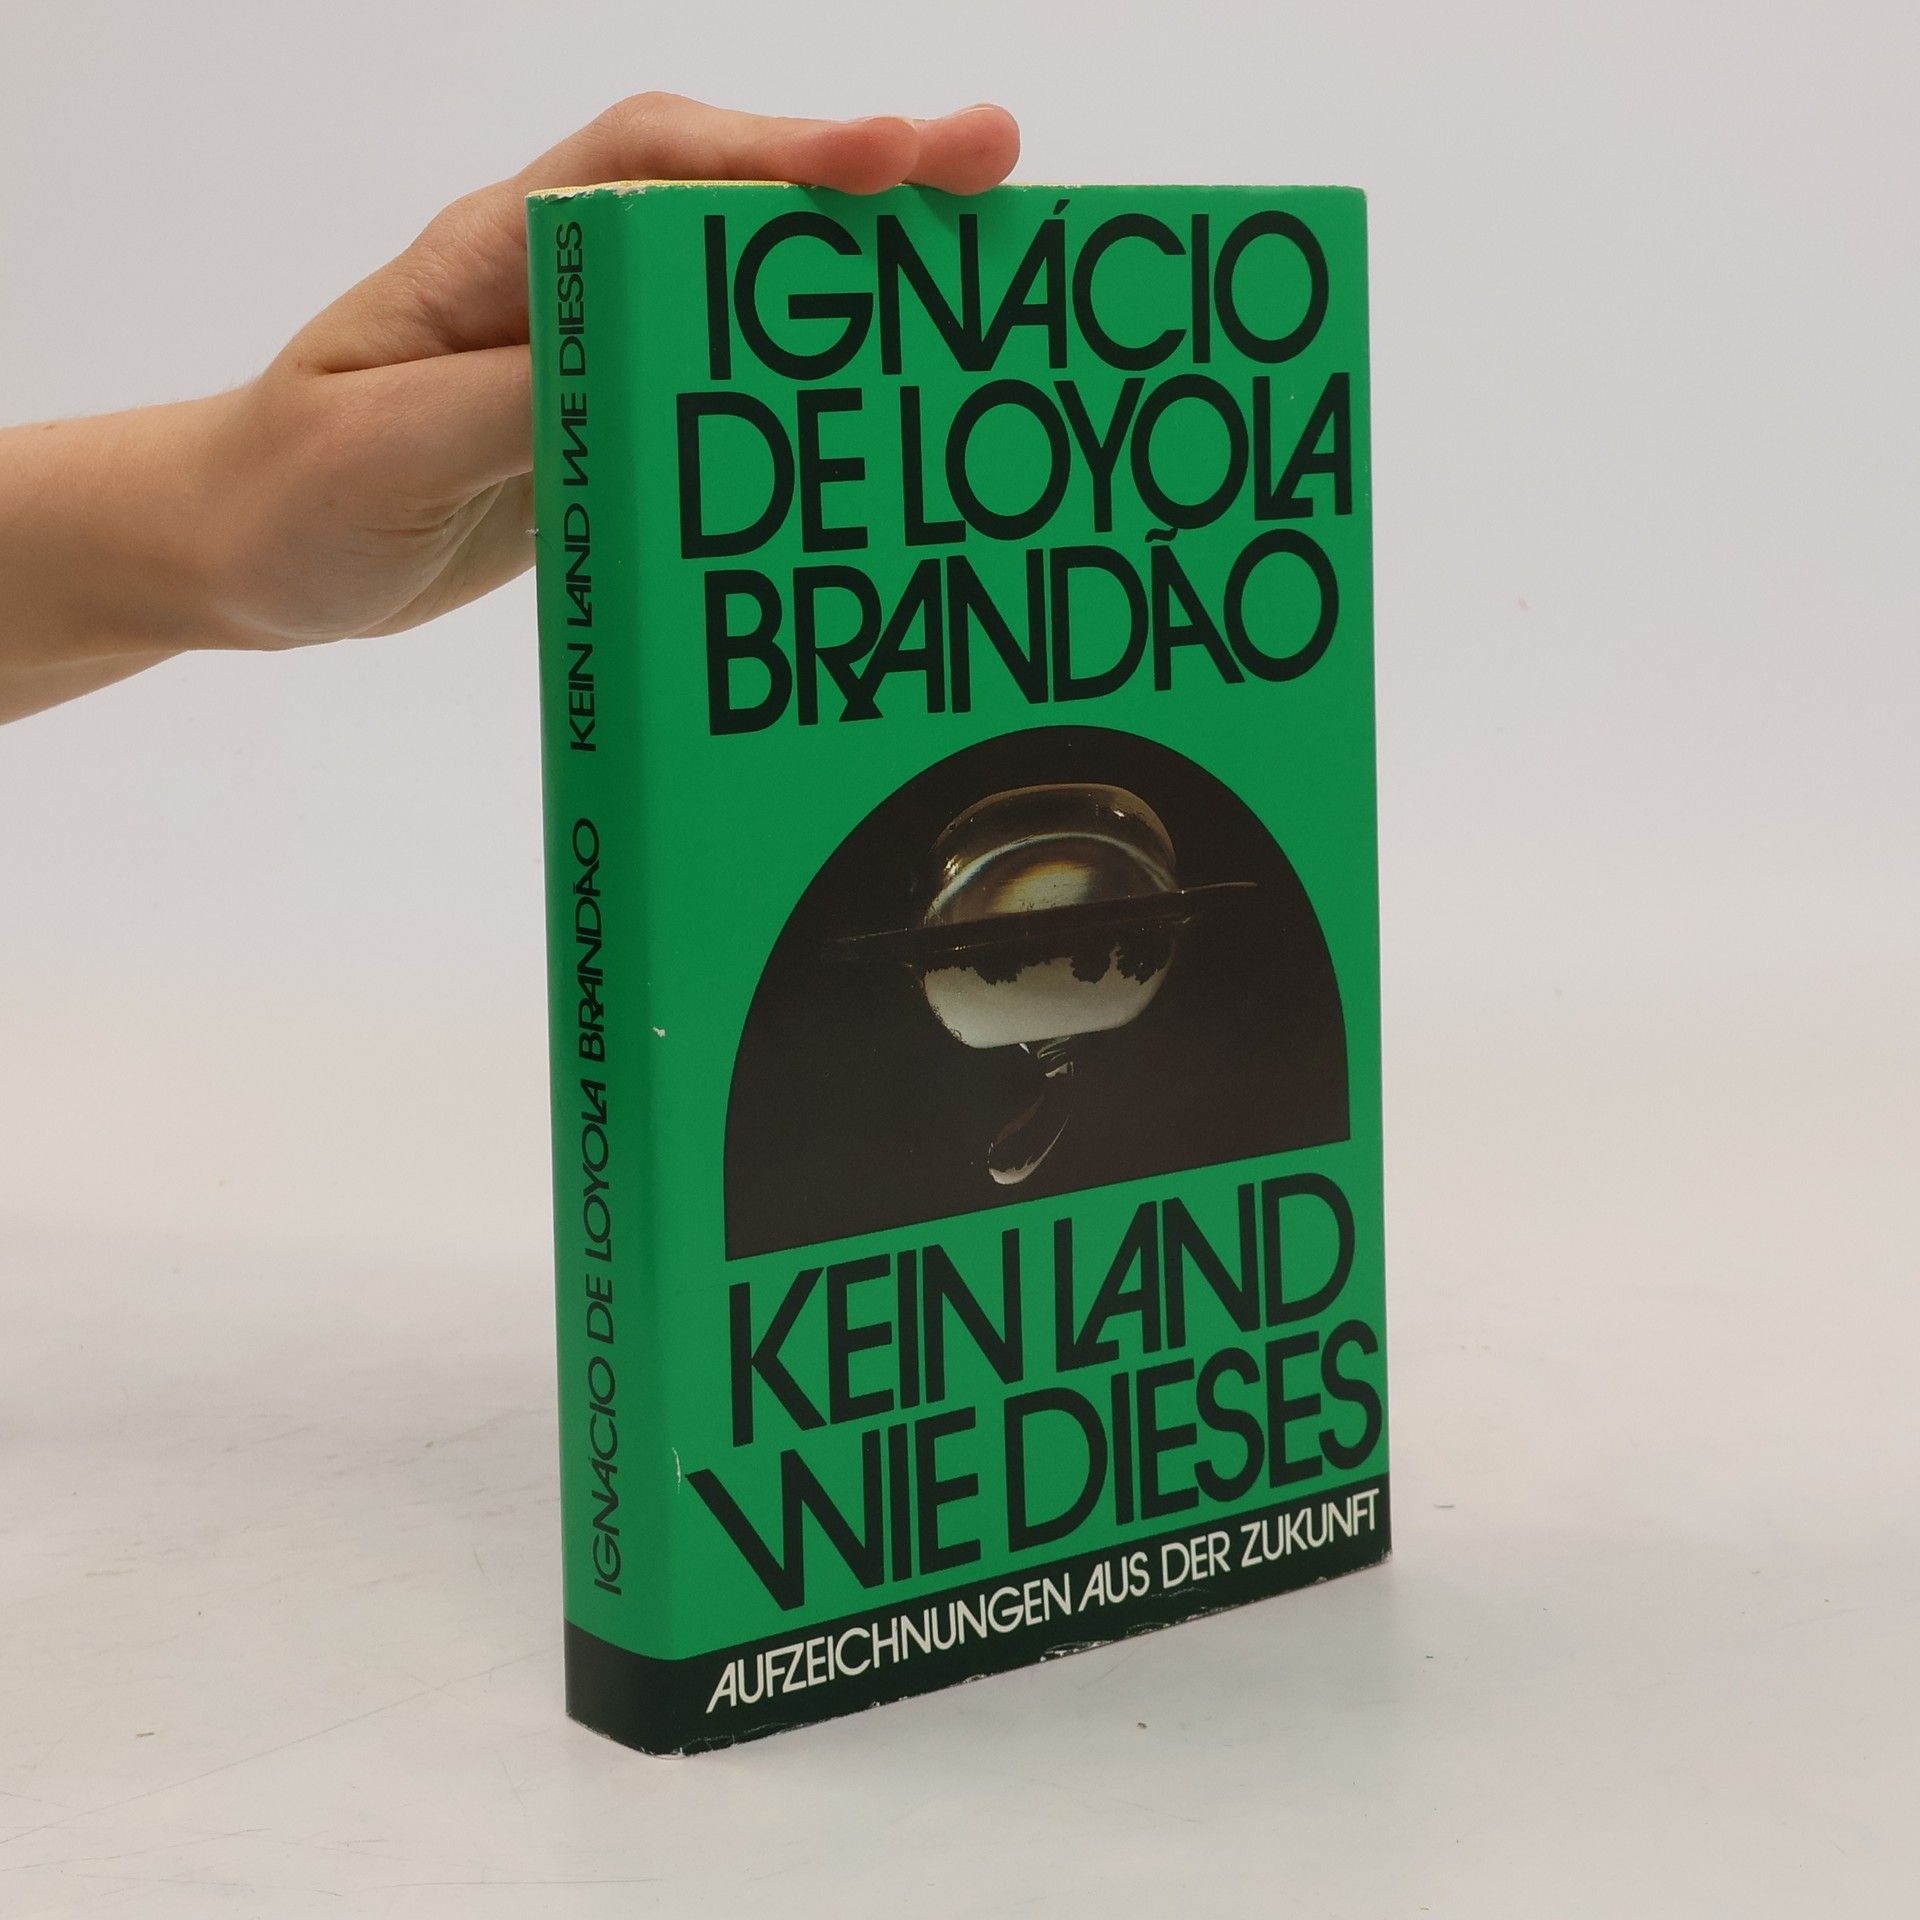 IGNÁCIO DE LOYOLA BRANDÃO KEIN LAND WIE DIESES
IGNÁCIO
DE LOYOLA
BRANDÃO
KEIN LAND
WIE DIESES
AUFZEICHNUNGEN AUS DER ZUKUNFT